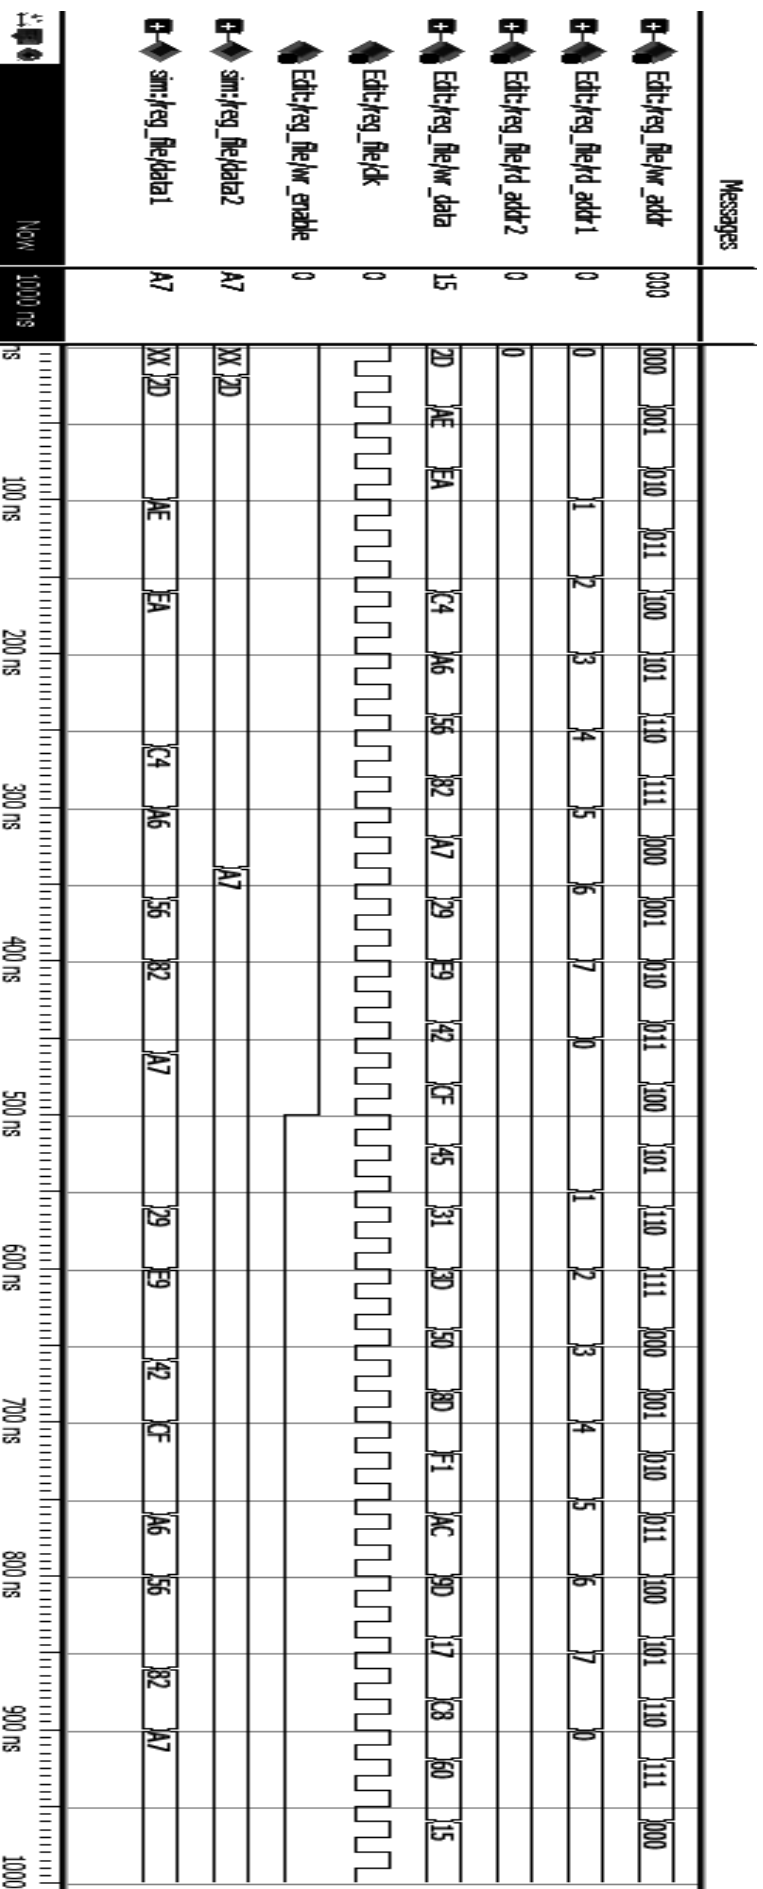 Messages
Edit:/reg_file/wr_addr 000 000 001 010 011 100 101 110 111 000 001 010 011 100 101 110 111 000 001 010 011 100 101 110 111 000
Edit:/reg_file/rd_addr1 0 0 1 2 3 4 5 6 7 0 1 2 3 4 5 6 7 0
Edit:/reg_file/rd_addr2 0 0
Edit:/reg_file/wr_data 15 2D AE EA C4 A6 56 82 A7 29 E9 42 CF 45 31 3D 50 8D F1 AC 9D 17 C8 60 15
Edit:/reg_file/clk 0
Edit:/reg_file/wr_enable 0
sim:/reg_file/data2 A7 XX 2D A7
sim:/reg_file/data1 A7 XX 2D AE EA C4 A6 56 82 A7 29 E9 42 CF A6 56 82 A7
Now 1000 ns ns 100 ns 200 ns 300 ns 400 ns 500 ns 600 ns 700 ns 800 ns 900 ns 1000